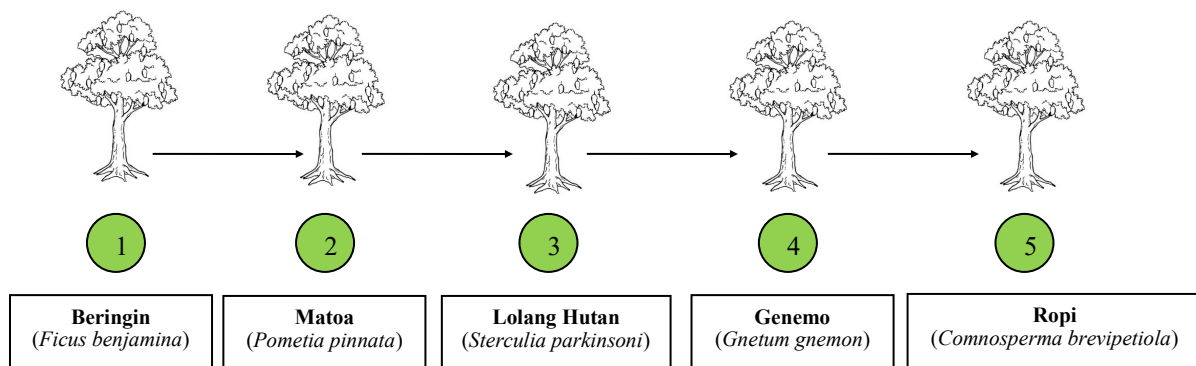 1
2
3
4
5
Beringin
(Ficus benjamina)
Matoa
(Pometia pinnata)
Lolang Hutan
(Sterculia parkinsoni)
Genemo
(Gnetum gnemon)
Ropi
(Comnosperma brevipetiola)